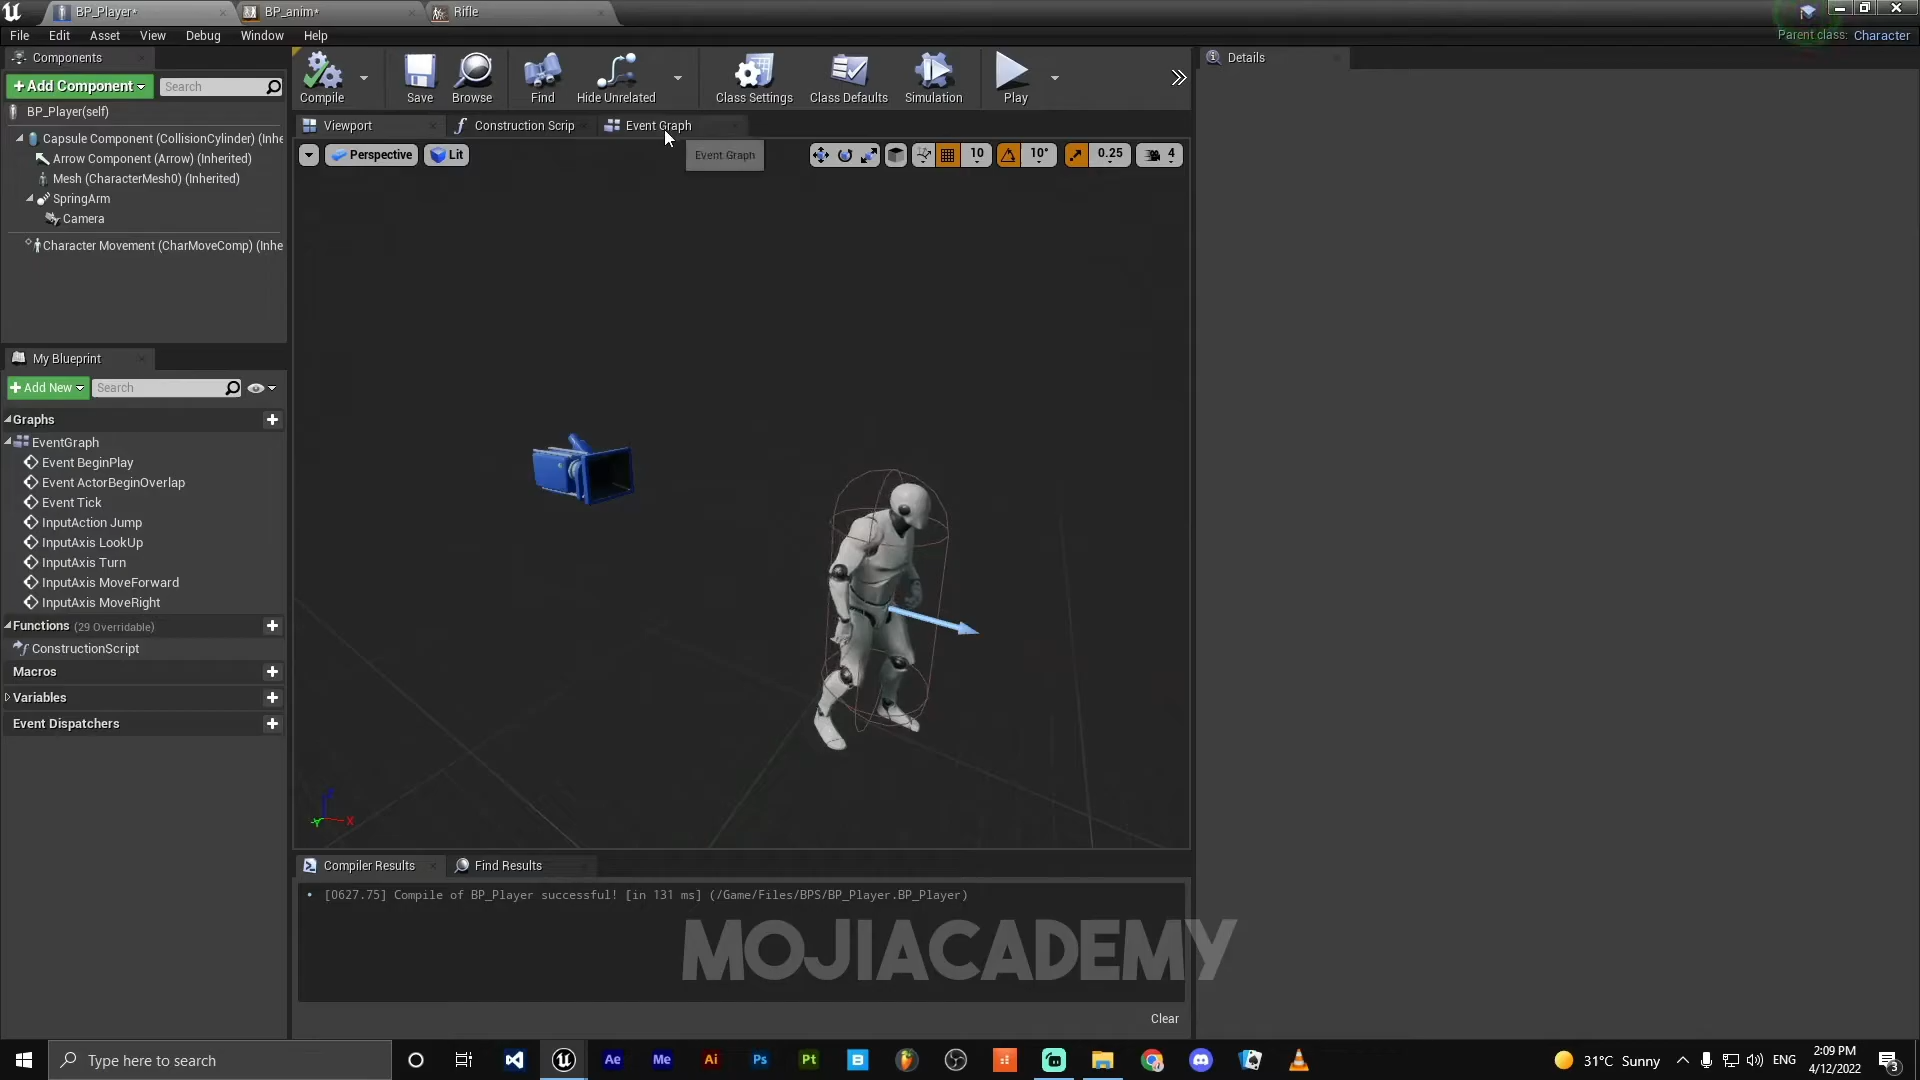 BP_Player*
BP_anim*
Rifle
File
Edit
Asset
View
Debug
Window
Help
Parent class: Character
Components
+Add Component
Search
BP_Player(self)
Capsule Component (CollisionCylinder) (Inhe
Arrow Component (Arrow) (Inherited)
Mesh (CharacterMesh0) (Inherited)
SpringArm
Camera
Character Movement (CharMoveComp) (Inhe
My Blueprint
+Add New
Search
Graphs
EventGraph
Event BeginPlay
Event ActorBeginOverlap
Event Tick
InputAction Jump
InputAxis LookUp
InputAxis Turn
InputAxis MoveForward
InputAxis MoveRight
Functions (29 Overridable)
ConstructionScript
Macros
Variables
Event Dispatchers
Compile
Save
Browse
Find
Hide Unrelated
Class Settings
Class Defaults
Simulation
Play
Viewport
Construction Scrip
Event Graph
Perspective
Lit
Event Graph
10
10°
0.25
4
X
Y
Compiler Results
Find Results
• [0627.75] Compile of BP_Player successful! [in 131 ms] (/Game/Files/BPS/BP_Player.BP_Player)
MOJIACADEMY
Clear
Details
Type here to search
Ae
Me
Ai
Ps
Pt
31°C Sunny
ENG
2:09 PM
4/12/2022
3